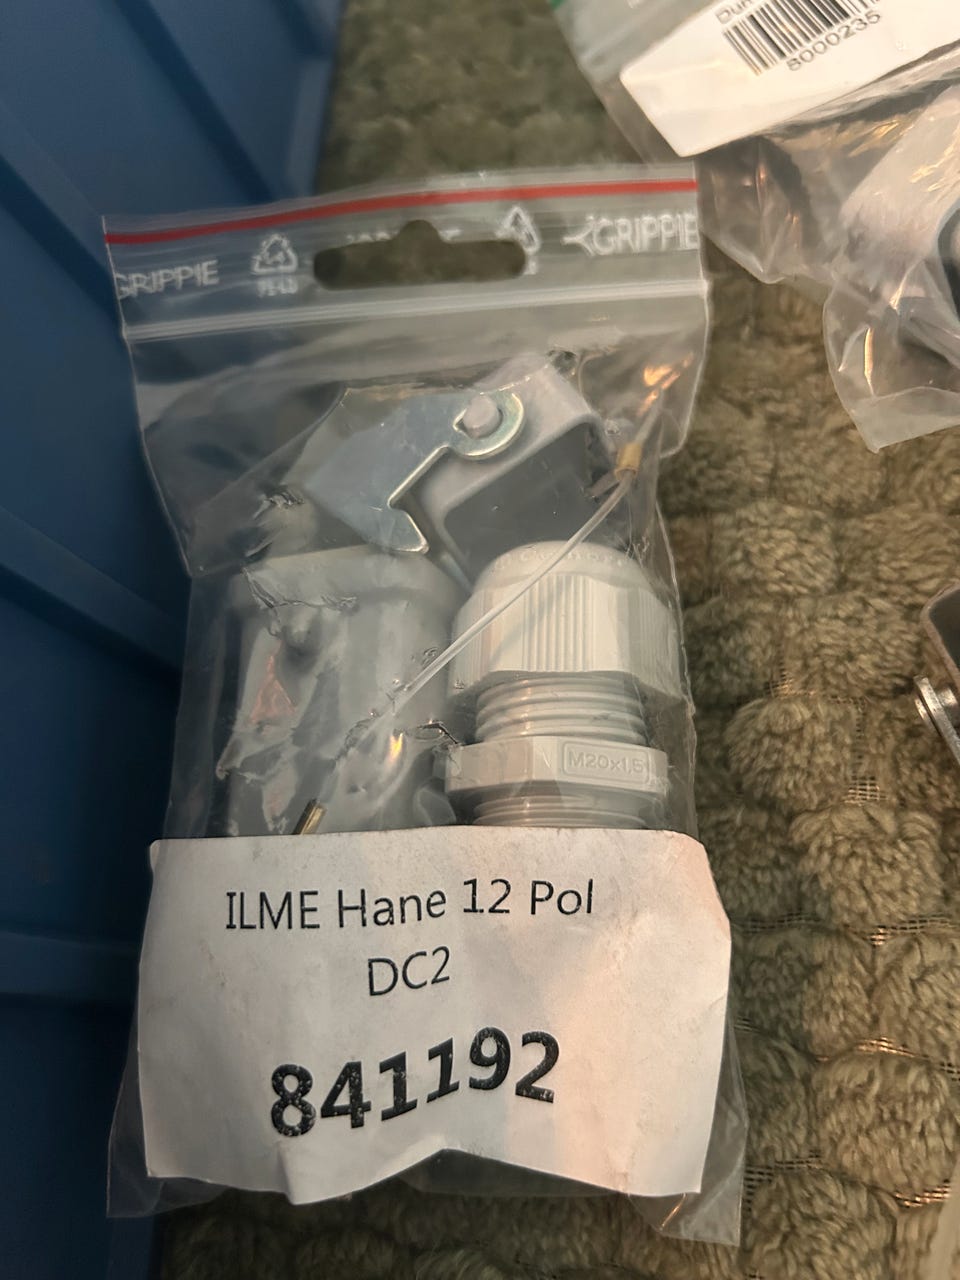 8000235
GRIPPIE
GRIPPIE
M20x1,5
ILME Hane 12 Pol
DC2
841192